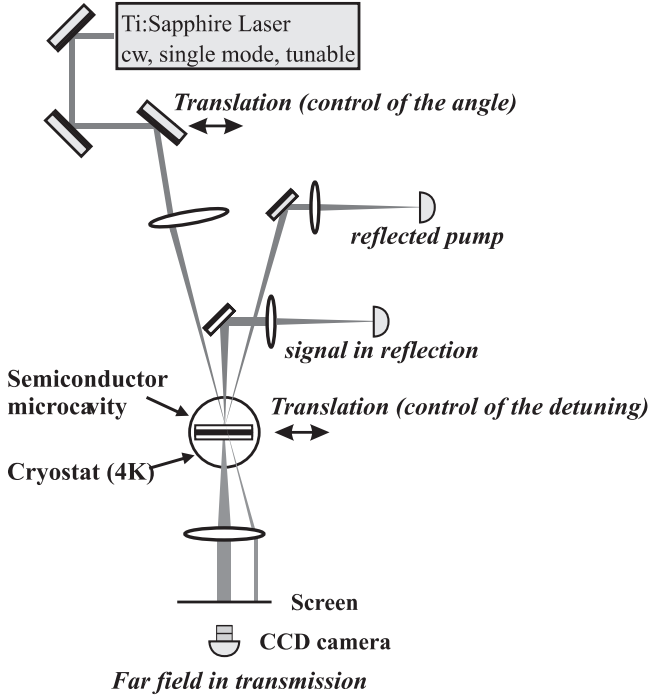 Ti:Sapphire Laser
cw, single mode, tunable
Translation (control of the angle)
reflected pump
signal in reflection
Semiconductor
microcavity
Translation (control of the detuning)
Cryostat (4K)
Screen
CCD camera
Far field in transmission